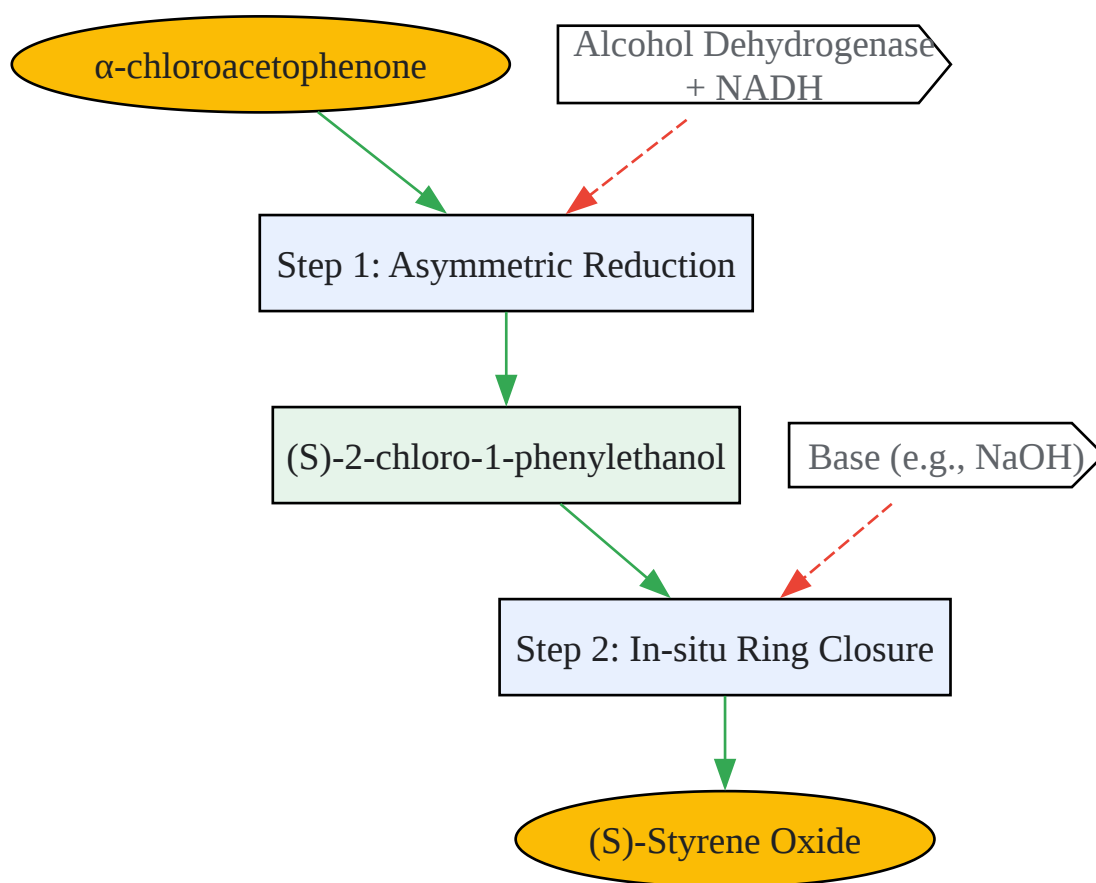 α-chloroacetophenone
Alcohol Dehydrogenase
+ NADH
Step 1: Asymmetric Reduction
(S)-2-chloro-1-phenylethanol
Base (e.g., NaOH)
Step 2: In-situ Ring Closure
(S)-Styrene Oxide